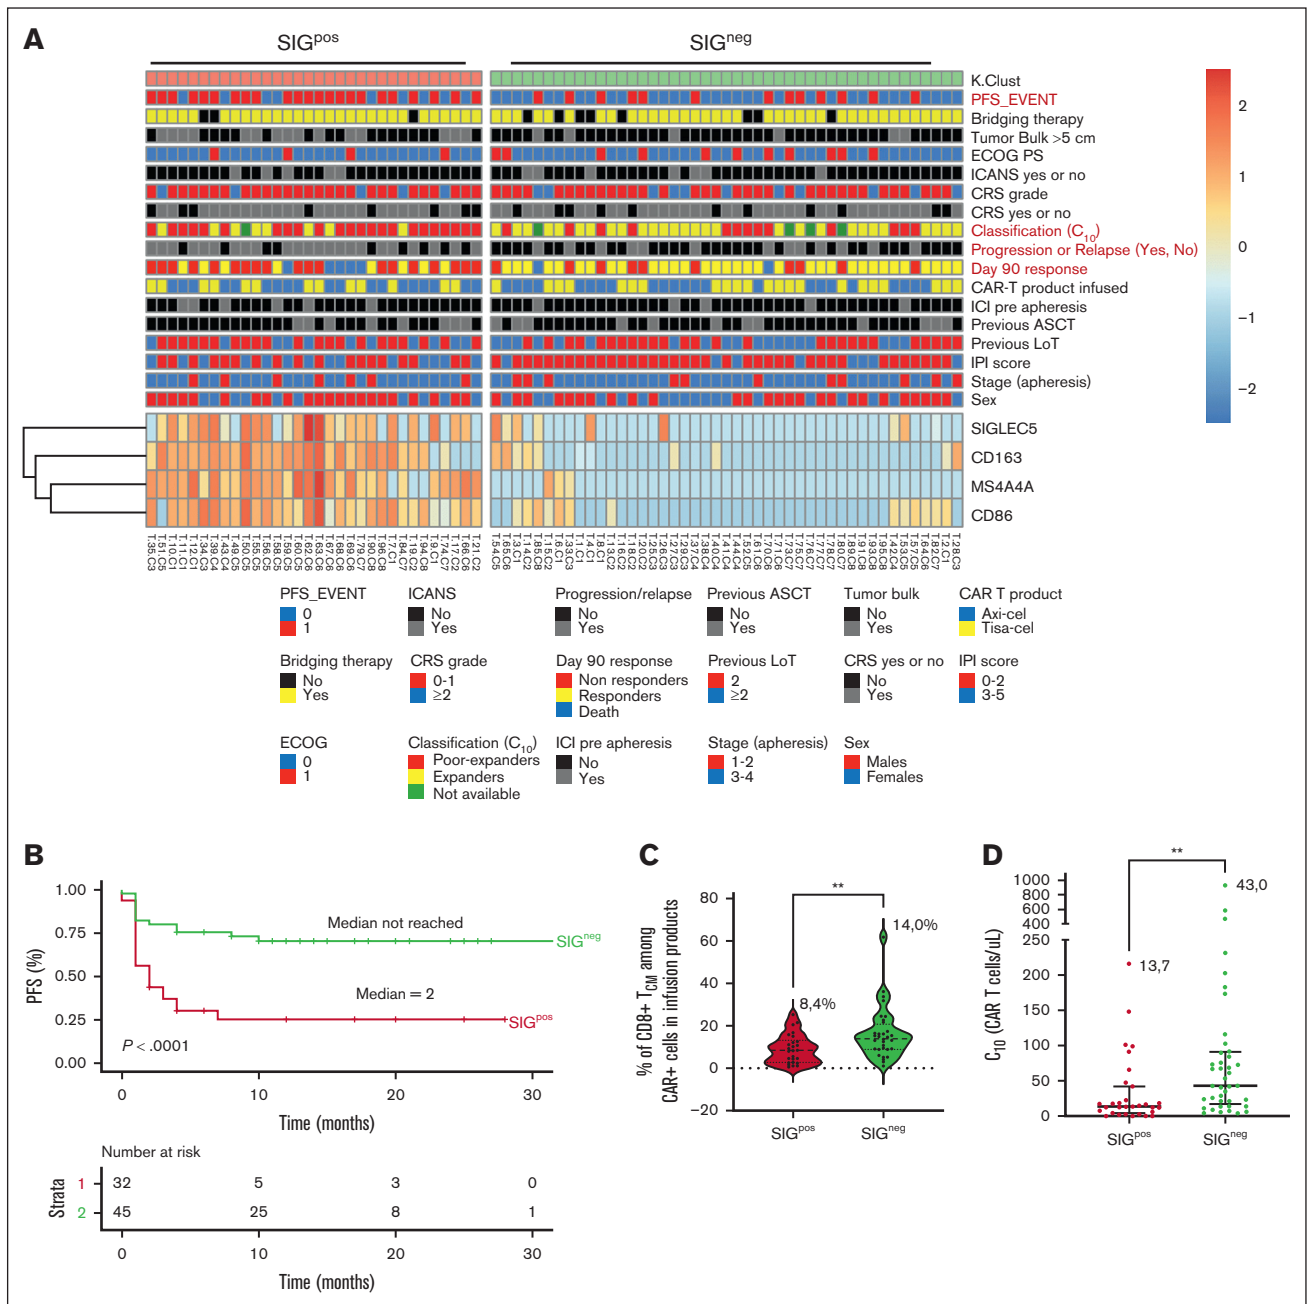 A
SIGpos
SIGneg
K.Clust
PFS_EVENT
Bridging therapy
Tumor Bulk >5 cm
ECOG PS
ICANS yes or no
CRS grade
CRS yes or no
Classification (C10)
Progression or Relapse (Yes, No)
Day 90 response
CAR-T product infused
ICI pre apheresis
Previous ASCT
Previous LoT
IPI score
Stage (apheresis)
Sex
SIGLEC5
CD163
MS4A4A
CD86
2
1
0
−1
−2
PFS_EVENT
0
1
ICANS
No
Yes
Progression/relapse
No
Yes
Previous ASCT
No
Yes
Tumor bulk
No
Yes
CAR T product
Axi-cel
Tisa-cel
Bridging therapy
No
Yes
CRS grade
0-1
≥2
Day 90 response
Non responders
Responders
Death
Previous LoT
2
≥2
CRS yes or no
No
Yes
IPI score
0-2
3-5
ECOG
0
1
Classification (C10)
Poor-expanders
Expanders
Not available
ICI pre apheresis
No
Yes
Stage (apheresis)
1-2
3-4
Sex
Males
Females
B
PFS (%)
1.00
0.75
0.50
0.25
0.00
Median not reached
SIGneg
Median = 2
SIGpos
P < .0001
0 10 20 30
Time (months)
Number at risk
Strata
1 32 5 3 0
2 45 25 8 1
0 10 20 30
Time (months)
C
% of CD8+ TCM among
CAR+ cells in infusion products
80
60
40
20
0
−20
**
8,4%
14,0%
SIGpos SIGneg
D
C10 (CAR T cells/uL)
1000
800
600
400
250
200
150
100
50
0
**
13,7
43,0
SIGpos SIGneg